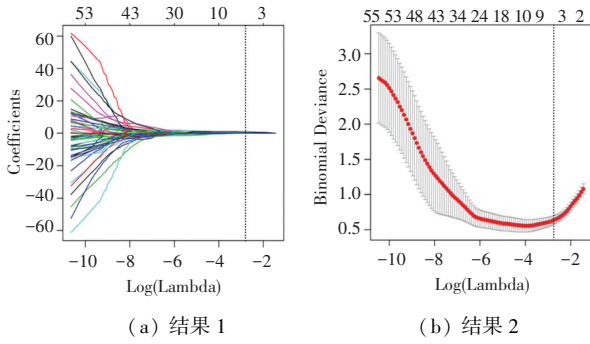 53 43 30 10 3
60
40
20
0
−20
−40
−60
Coefficients
−10 −8 −6 −4 −2
Log(Lambda)
(a) 结果 1
55 53 48 43 34 24 18 10 9 3 2
3.0
2.5
2.0
1.5
1.0
0.5
Binomial Deviance
−10 −8 −6 −4 −2
Log(Lambda)
(b) 结果 2